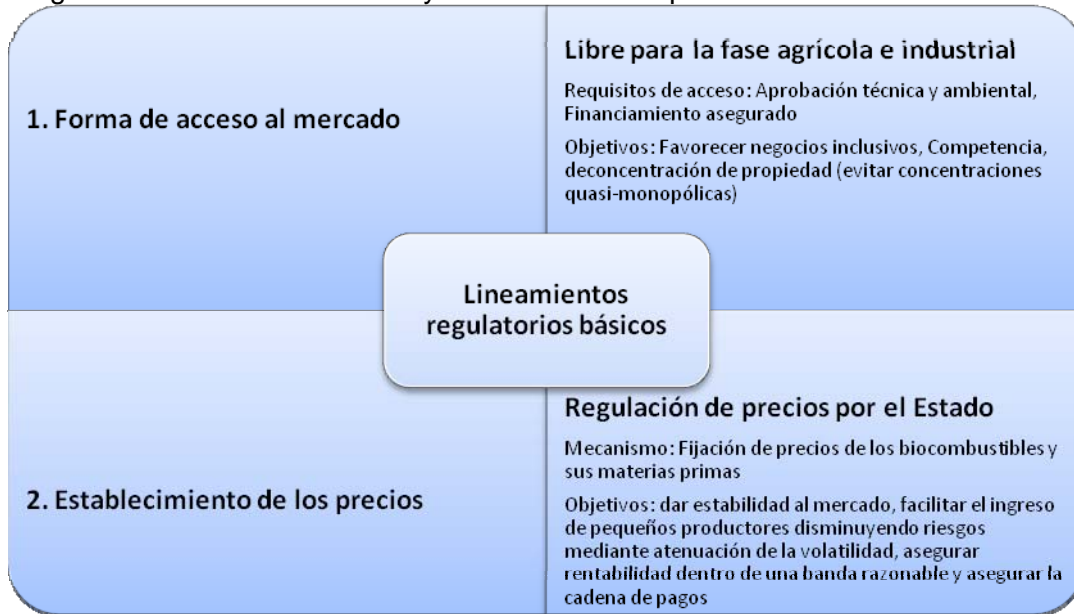 1. Forma de acceso al mercado
Libre para la fase agrícola e industrial
Requisitos de acceso: Aprobación técnica y ambiental,
Financiamiento asegurado
Objetivos: Favorecer negocios inclusivos, Competencia,
deconcentración de propiedad (evitar concentraciones
quasi-monopólicas)
Lineamientos
regulatorios básicos
2. Establecimiento de los precios
Regulación de precios por el Estado
Mecanismo: Fijación de precios de los biocombustibles y
sus materias primas
Objetivos: dar estabilidad al mercado, facilitar el ingreso
de pequeños productores disminuyendo riesgos
mediante atenuación de la volatilidad, asegurar
rentabilidad dentro de una banda razonable y asegurar la
cadena de pagos